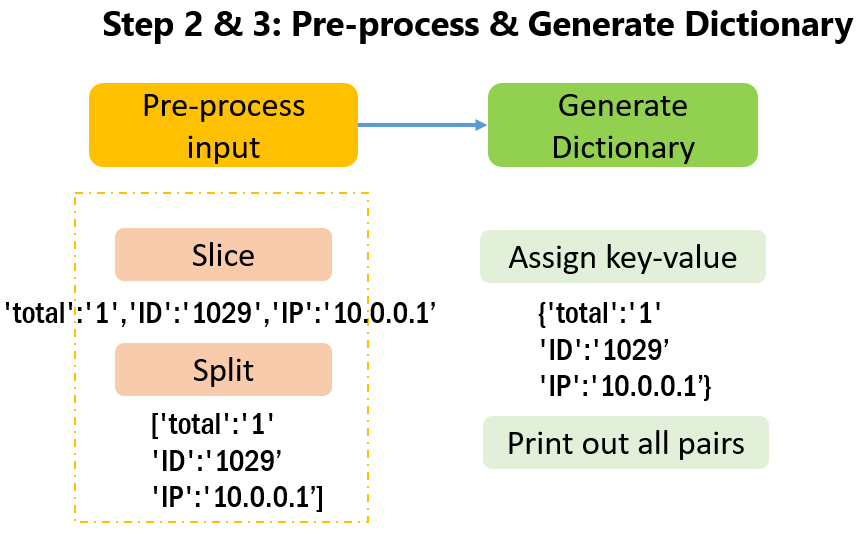 Step 2 & 3: Pre-process & Generate Dictionary
Pre-process
input
Generate
Dictionary
Slice
'total':'1','ID':'1029','IP':'10.0.0.1’
Split
['total':'1'
'ID':'1029’
'IP':'10.0.0.1’]
Assign key-value
{'total':'1'
'ID':'1029’
'IP':'10.0.0.1’}
Print out all pairs